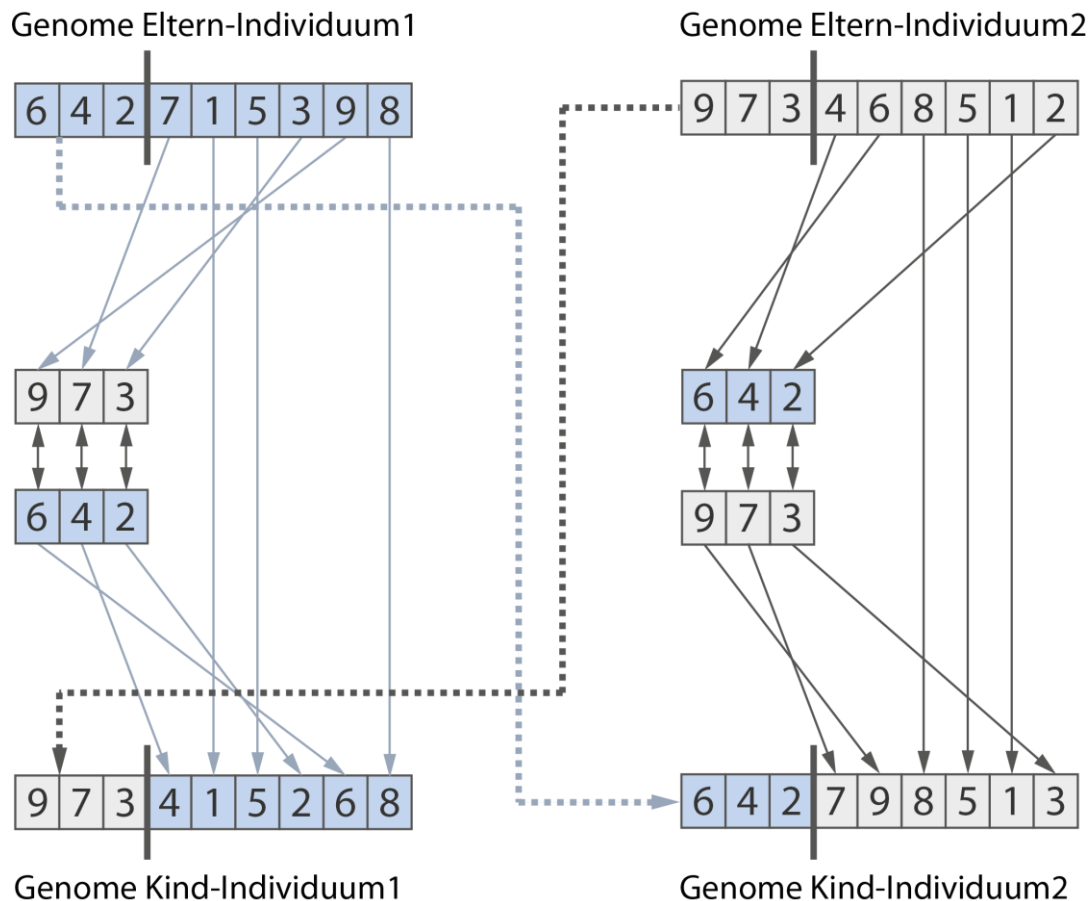 Genome Eltern-Individuum1
Genome Eltern-Individuum2
6 4 2 7 1 5 3 9 8
9 7 3 4 6 8 5 1 2
9 7 3
6 4 2
6 4 2
9 7 3
9 7 3 4 1 5 2 6 8
6 4 2 7 9 8 5 1 3
Genome Kind-Individuum1
Genome Kind-Individuum2